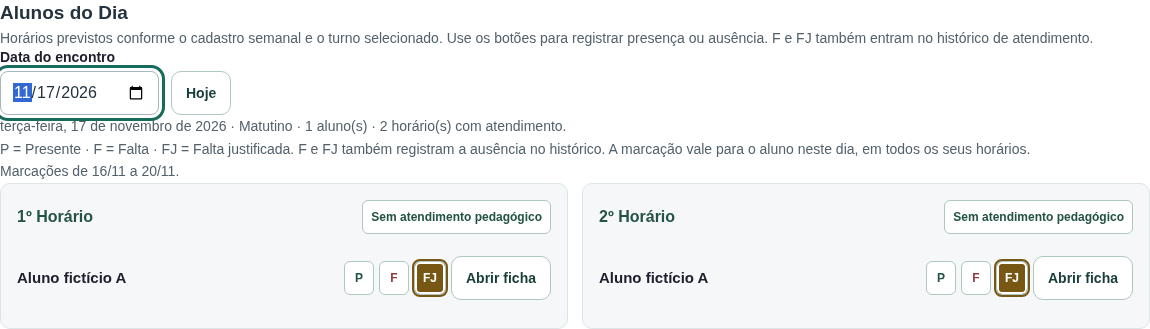 Alunos do Dia
Horários previstos conforme o cadastro semanal e o turno selecionado. Use os botões para registrar presença ou ausência. F e FJ também entram no histórico de atendimento.
Data do encontro
11/17/2026 Hoje
terça-feira, 17 de novembro de 2026 · Matutino · 1 aluno(s) · 2 horário(s) com atendimento.
P = Presente · F = Falta · FJ = Falta justificada. F e FJ também registram a ausência no histórico. A marcação vale para o aluno neste dia, em todos os seus horários.
Marcações de 16/11 a 20/11.
1º Horário Sem atendimento pedagógico
Aluno fictício A P F FJ Abrir ficha
2º Horário Sem atendimento pedagógico
Aluno fictício A P F FJ Abrir ficha